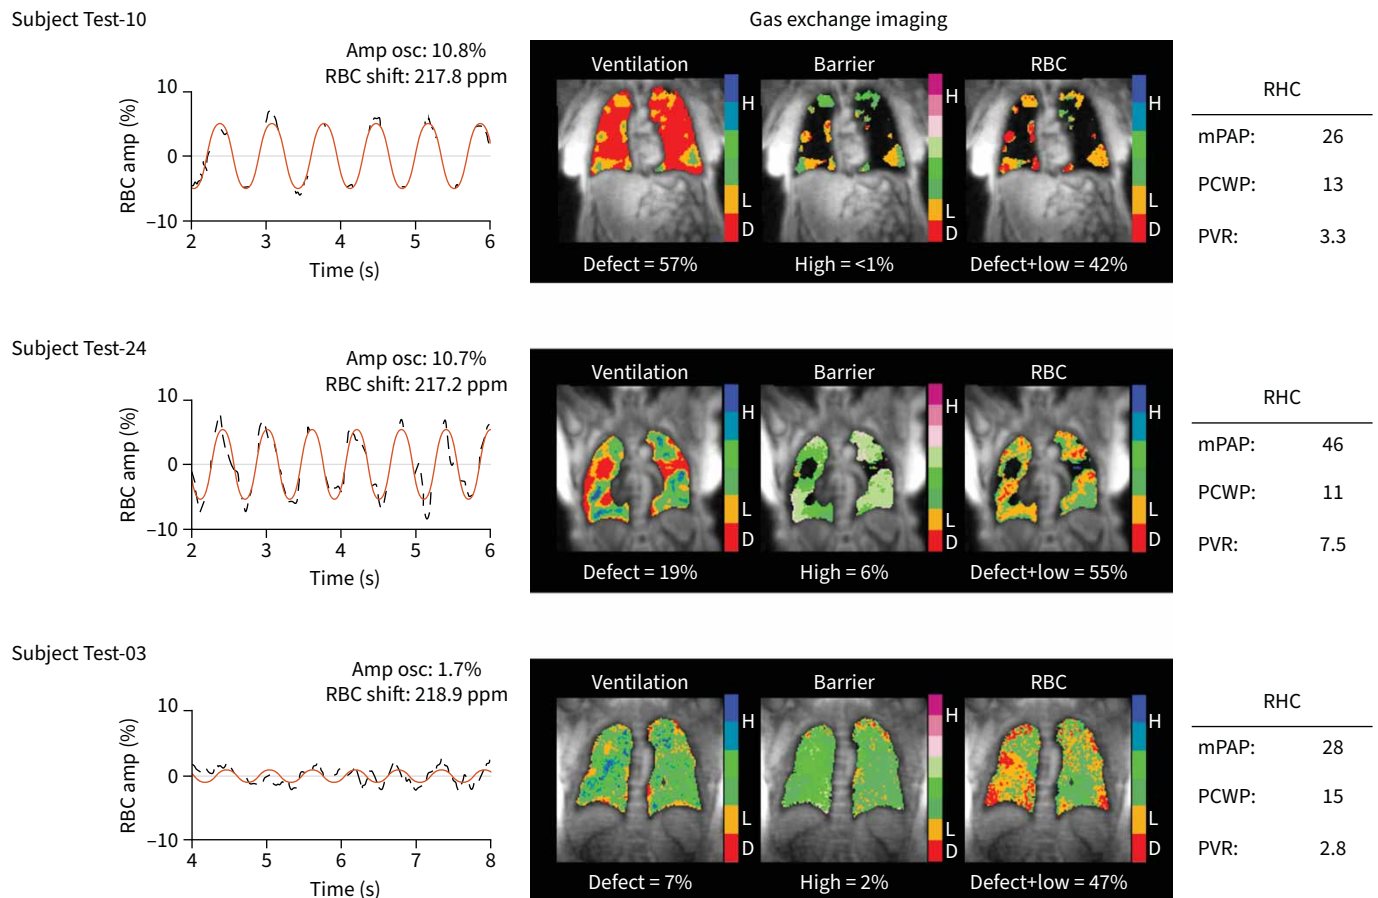 Subject Test-10
Gas exchange imaging
Amp osc: 10.8%
RBC shift: 217.8 ppm
RBC amp (%)
10
0
–10
2 3 4 5 6
Time (s)
Ventilation Barrier RBC
H H H
L L L
D D D
Defect = 57% High = <1% Defect+low = 42%
RHC
mPAP: 26
PCWP: 13
PVR: 3.3
Subject Test-24
Amp osc: 10.7%
RBC shift: 217.2 ppm
RBC amp (%)
10
0
–10
2 3 4 5 6
Time (s)
Ventilation Barrier RBC
H H H
L L L
D D D
Defect = 19% High = 6% Defect+low = 55%
RHC
mPAP: 46
PCWP: 11
PVR: 7.5
Subject Test-03
Amp osc: 1.7%
RBC shift: 218.9 ppm
RBC amp (%)
10
0
–10
4 5 6 7 8
Time (s)
Ventilation Barrier RBC
H H H
L L L
D D D
Defect = 7% High = 2% Defect+low = 47%
RHC
mPAP: 28
PCWP: 15
PVR: 2.8